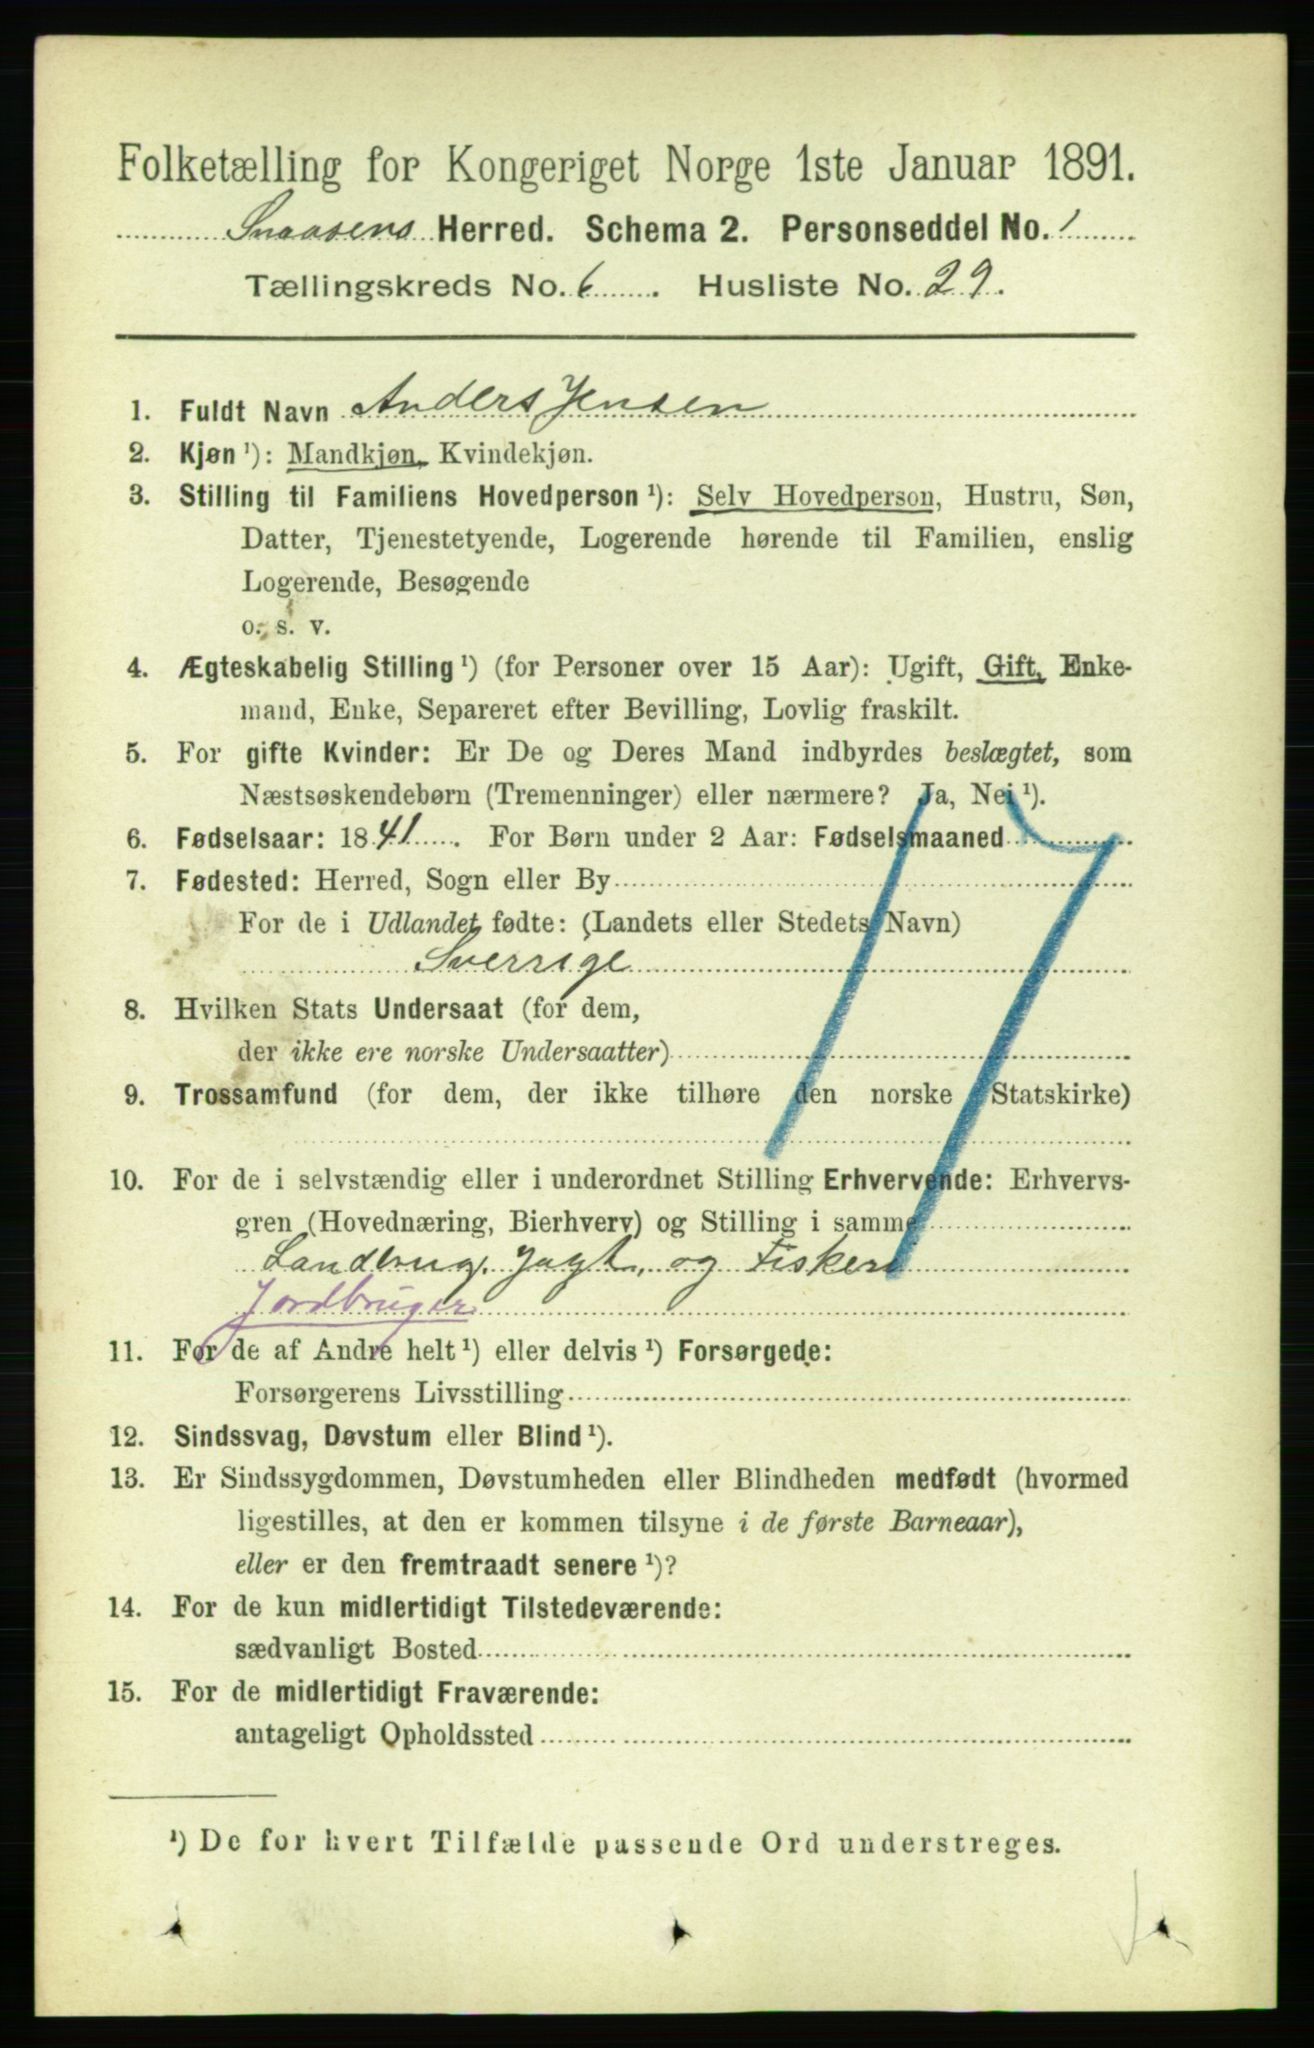 Folketælling for Kongeriget Norge 1ste Januar 1891.
Snaasens Herred. Schema 2. Personseddel No. 1
Tællingskreds No. 6. Husliste No. 29.
1. Fuldt Navn Anders Jensen
2. Kjøn ¹): Mandkjøn, Kvindekjøn.
3. Stilling til Familiens Hovedperson ¹): Selv Hovedperson, Hustru, Søn,
Datter, Tjenestetyende, Logerende hørende til Familien, enslig
Logerende, Besøgende
o. s. v.
4. Ægteskabelig Stilling ¹) (for Personer over 15 Aar): Ugift, Gift, Enke-
mand, Enke, Separeret efter Bevilling, Lovlig fraskilt.
5. For gifte Kvinder: Er De og Deres Mand indbyrdes beslægtet, som
Næstsøskendebørn (Tremenninger) eller nærmere? Ja, Nei ¹).
6. Fødselsaar: 1841. For Børn under 2 Aar: Fødselsmaaned
7. Fødested: Herred, Sogn eller By
For de i Udlandet fødte: (Landets eller Stedets Navn)
Sverrige
8. Hvilken Stats Undersaat (for dem,
der ikke ere norske Undersaatter)
9. Trossamfund (for dem, der ikke tilhøre den norske Statskirke)
10. For de i selvstændig eller i underordnet Stilling Erhvervende: Erhvervs-
gren (Hovednæring, Bierhverv) og Stilling i samme
Landbrug, Jagt, og Fiskeri
Jordbruger
11. For de af Andre helt ¹) eller delvis ¹) Forsørgede:
Forsørgerens Livsstilling
12. Sindssvag, Døvstum eller Blind ¹).
13. Er Sindssygdommen, Døvstumheden eller Blindheden medfødt (hvormed
ligestilles, at den er kommen tilsyne i de første Barneaar),
eller er den fremtraadt senere ¹)?
14. For de kun midlertidigt Tilstedeværende:
sædvanligt Bosted
15. For de midlertidigt Fraværende:
antageligt Opholdssted
¹) De for hvert Tilfælde passende Ord understreges.
17